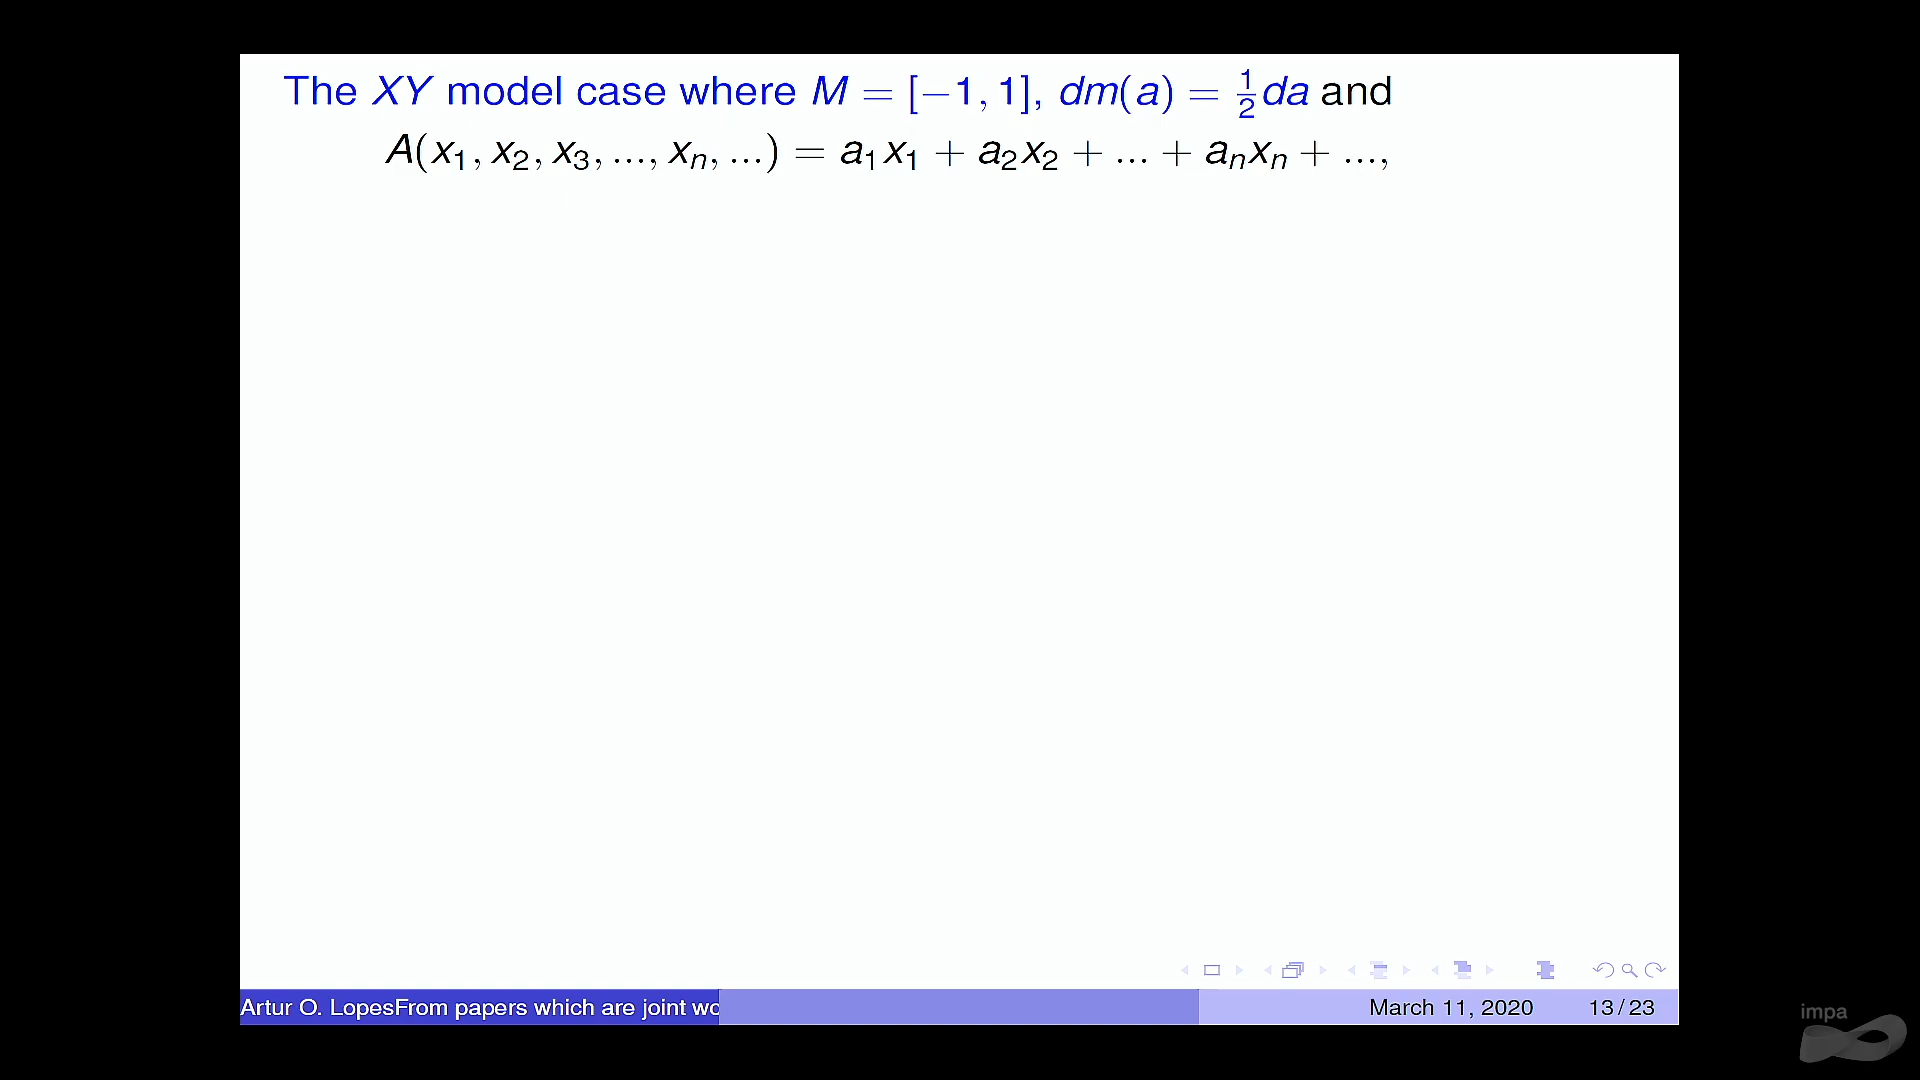 The XY model case where M = [−1, 1], dm(a) = ½da and
A(x₁, x₂, x₃, ..., xₙ, ...) = a₁x₁ + a₂x₂ + ... + aₙxₙ + ...,
Artur O. LopesFrom papers which are joint wo
March 11, 2020
13 / 23
impa